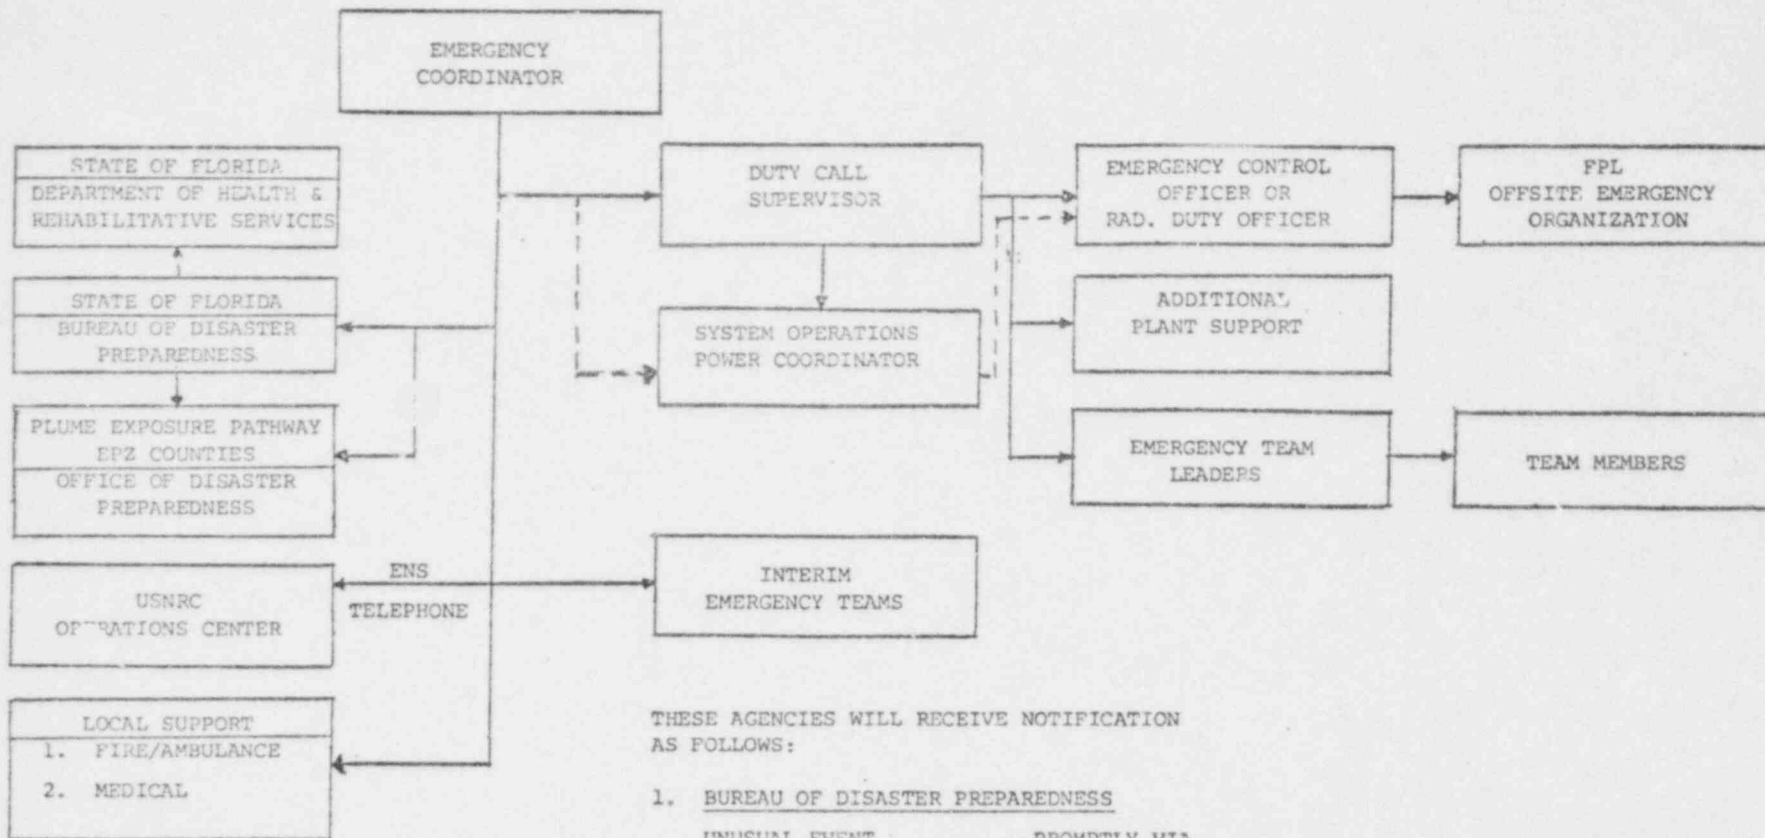 EMERGENCY
COORDINATOR
STATE OF FLORIDA
DEPARTMENT OF HEALTH &
REHABILITATIVE SERVICES
DUTY CALL
SUPERVISOR
EMERGENCY CONTROL
OFFICER OR
RAD. DUTY OFFICER
FPL
OFFSITE EMERGENCY
ORGANIZATION
STATE OF FLORIDA
BUREAU OF DISASTER
PREPAREDNESS
SYSTEM OPERATIONS
POWER COORDINATOR
ADDITIONAL
PLANT SUPPORT
PLUME EXPOSURE PATHWAY
EPZ COUNTIES
OFFICE OF DISASTER
PREPAREDNESS
EMERGENCY TEAM
LEADERS
TEAM MEMBERS
USNRC
OPERATIONS CENTER
ENS
TELEPHONE
INTERIM
EMERGENCY TEAMS
LOCAL SUPPORT
1. FIRE/AMBULANCE
2. MEDICAL
THESE AGENCIES WILL RECEIVE NOTIFICATION
AS FOLLOWS:
1. BUREAU OF DISASTER PREPAREDNESS
UNUSUAL EVENT PROMPTLY VIA